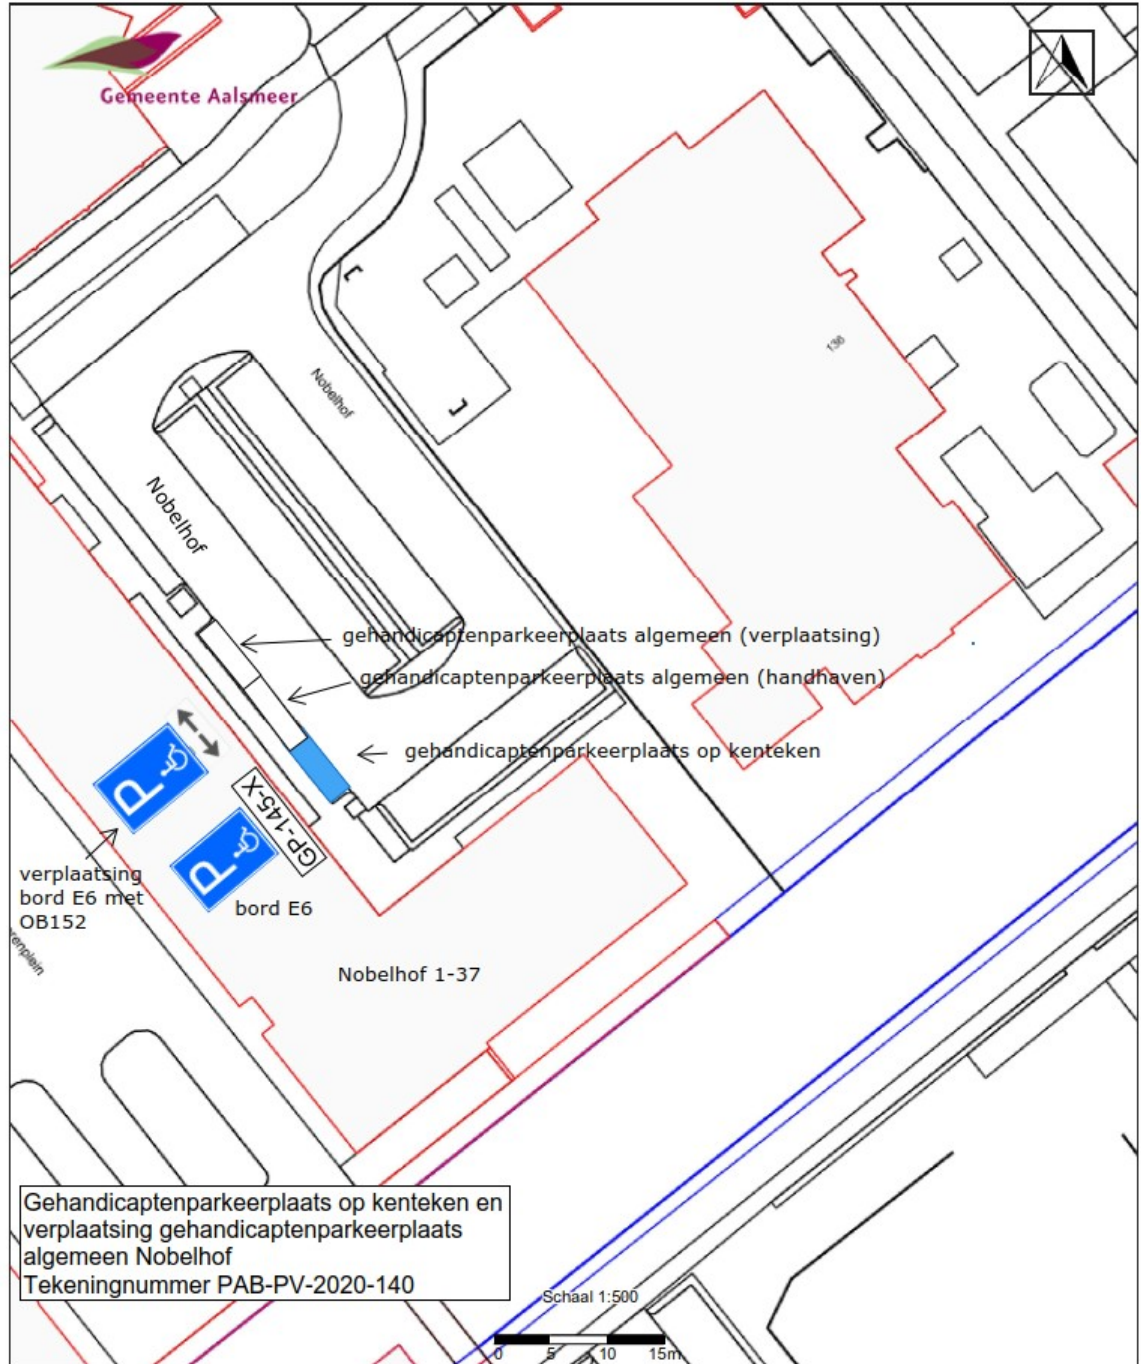 Gemeente Aalsmeer
136
Nobelhof
Nobelhof
gehandicaptenparkeerplaats algemeen (verplaatsing)
gehandicaptenparkeerplaats algemeen (handhaven)
gehandicaptenparkeerplaats op kenteken
P
GP-145-X
P
verplaatsing
bord E6 met
OB152
bord E6
renplein
Nobelhof 1-37
Gehandicaptenparkeerplaats op kenteken en
verplaatsing gehandicaptenparkeerplaats
algemeen Nobelhof
Tekeningnummer PAB-PV-2020-140
Schaal 1:500
0 5 10 15m